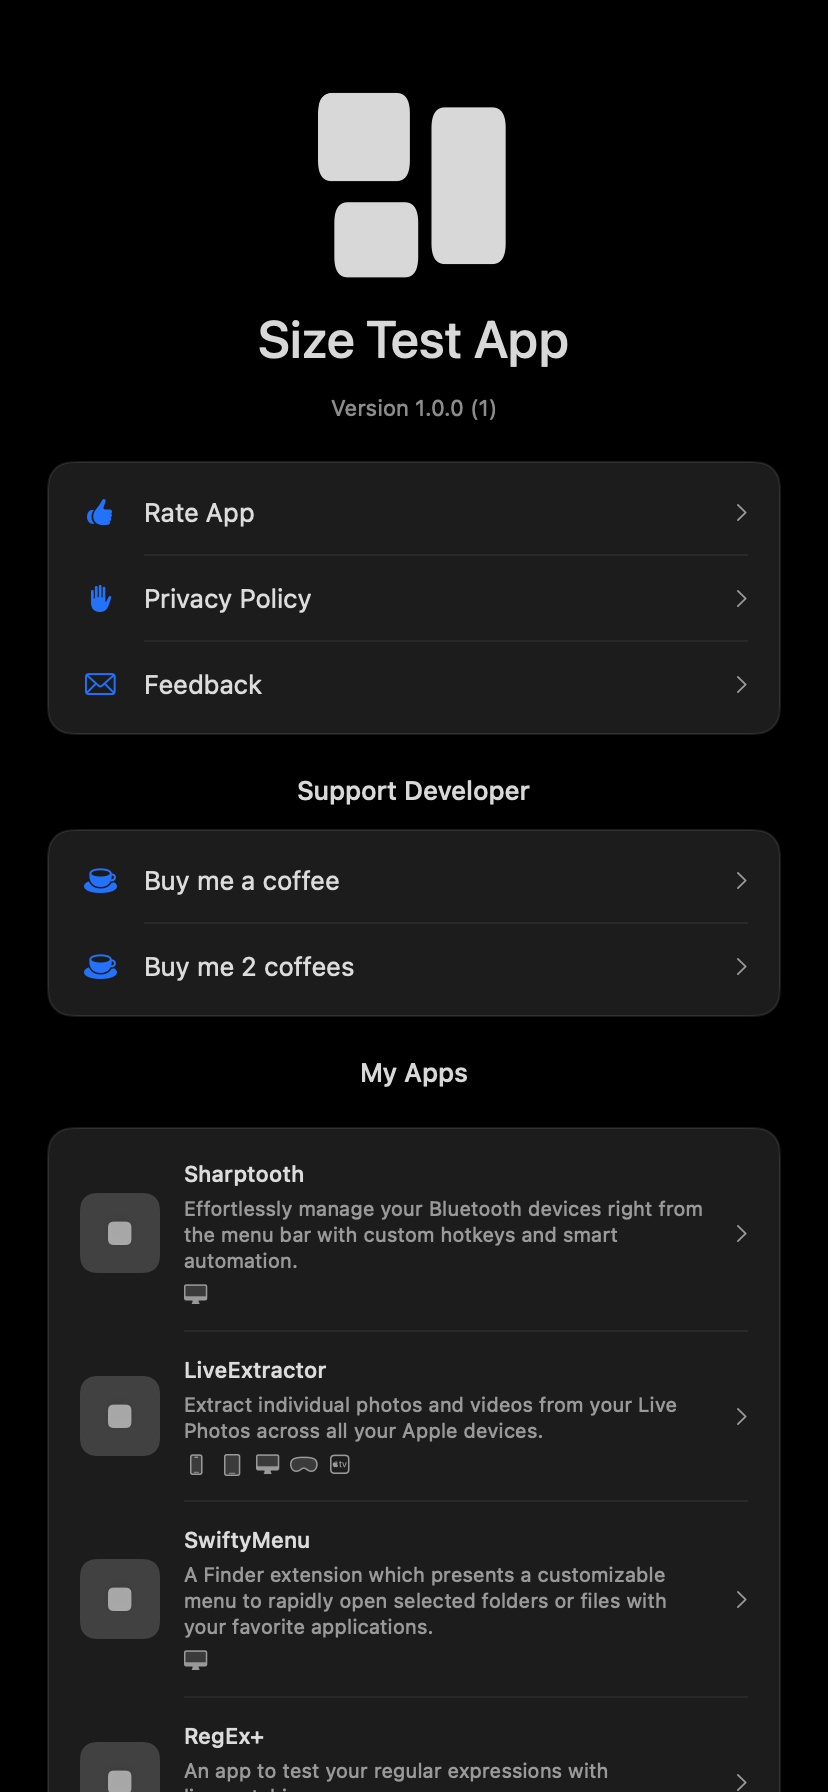 Size Test App
Version 1.0.0 (1)
Rate App
Privacy Policy
Feedback
Support Developer
Buy me a coffee
Buy me 2 coffees
My Apps
Sharptooth
Effortlessly manage your Bluetooth devices right from
the menu bar with custom hotkeys and smart
automation.
LiveExtractor
Extract individual photos and videos from your Live
Photos across all your Apple devices.
tv
SwiftyMenu
A Finder extension which presents a customizable
menu to rapidly open selected folders or files with
your favorite applications.
RegEx+
An app to test your regular expressions with